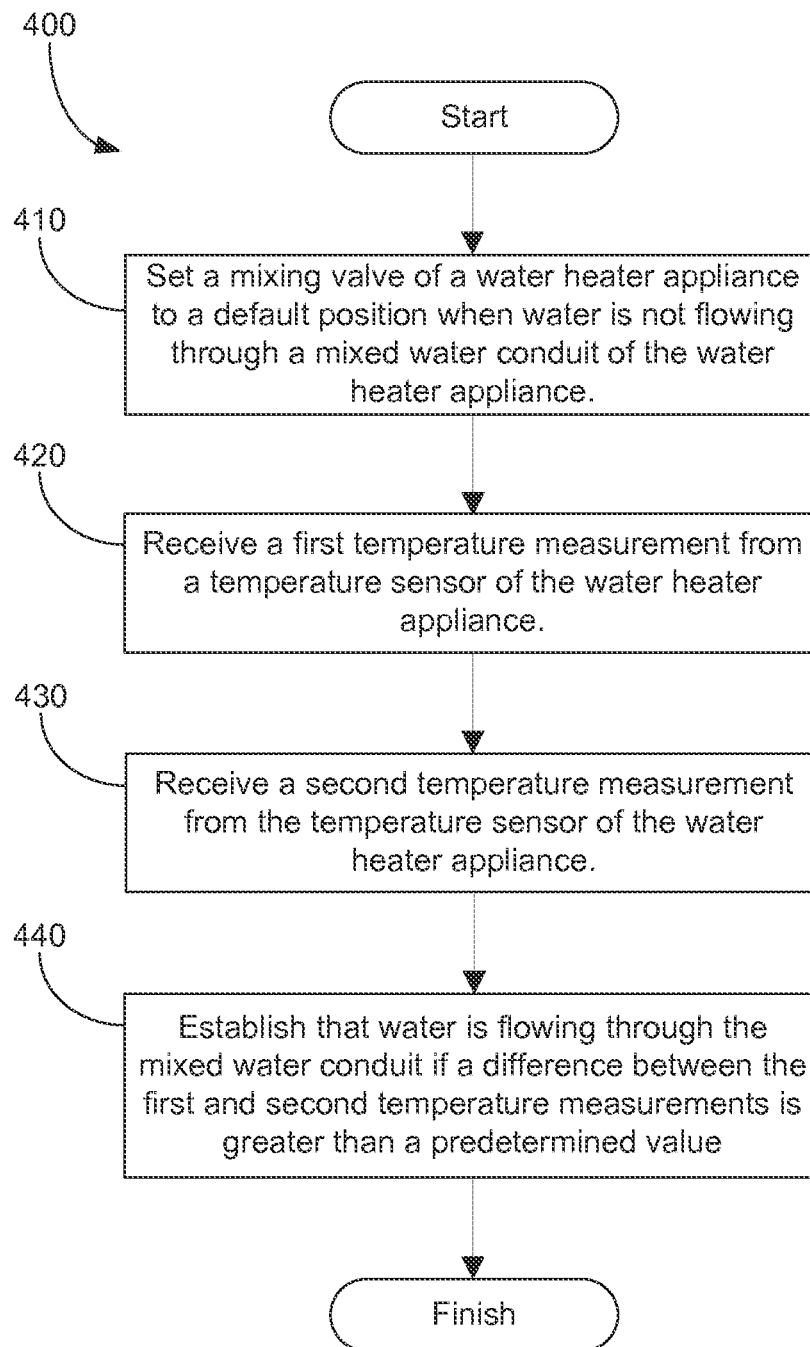 400
Start
410
Set a mixing valve of a water heater appliance
to a default position when water is not flowing
through a mixed water conduit of the water
heater appliance.
420
Receive a first temperature measurement from
a temperature sensor of the water heater
appliance.
430
Receive a second temperature measurement
from the temperature sensor of the water
heater appliance.
440
Establish that water is flowing through the
mixed water conduit if a difference between the
first and second temperature measurements is
greater than a predetermined value
Finish